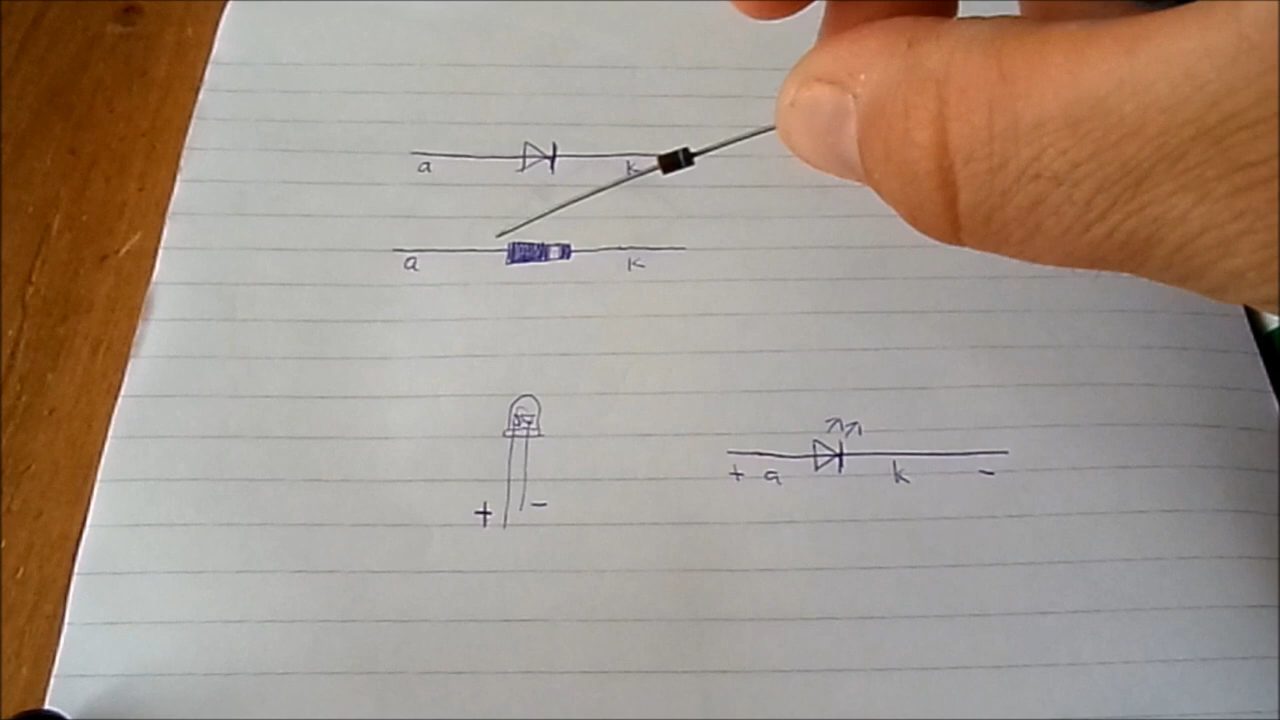 a k
a k
+ -
+ a k -